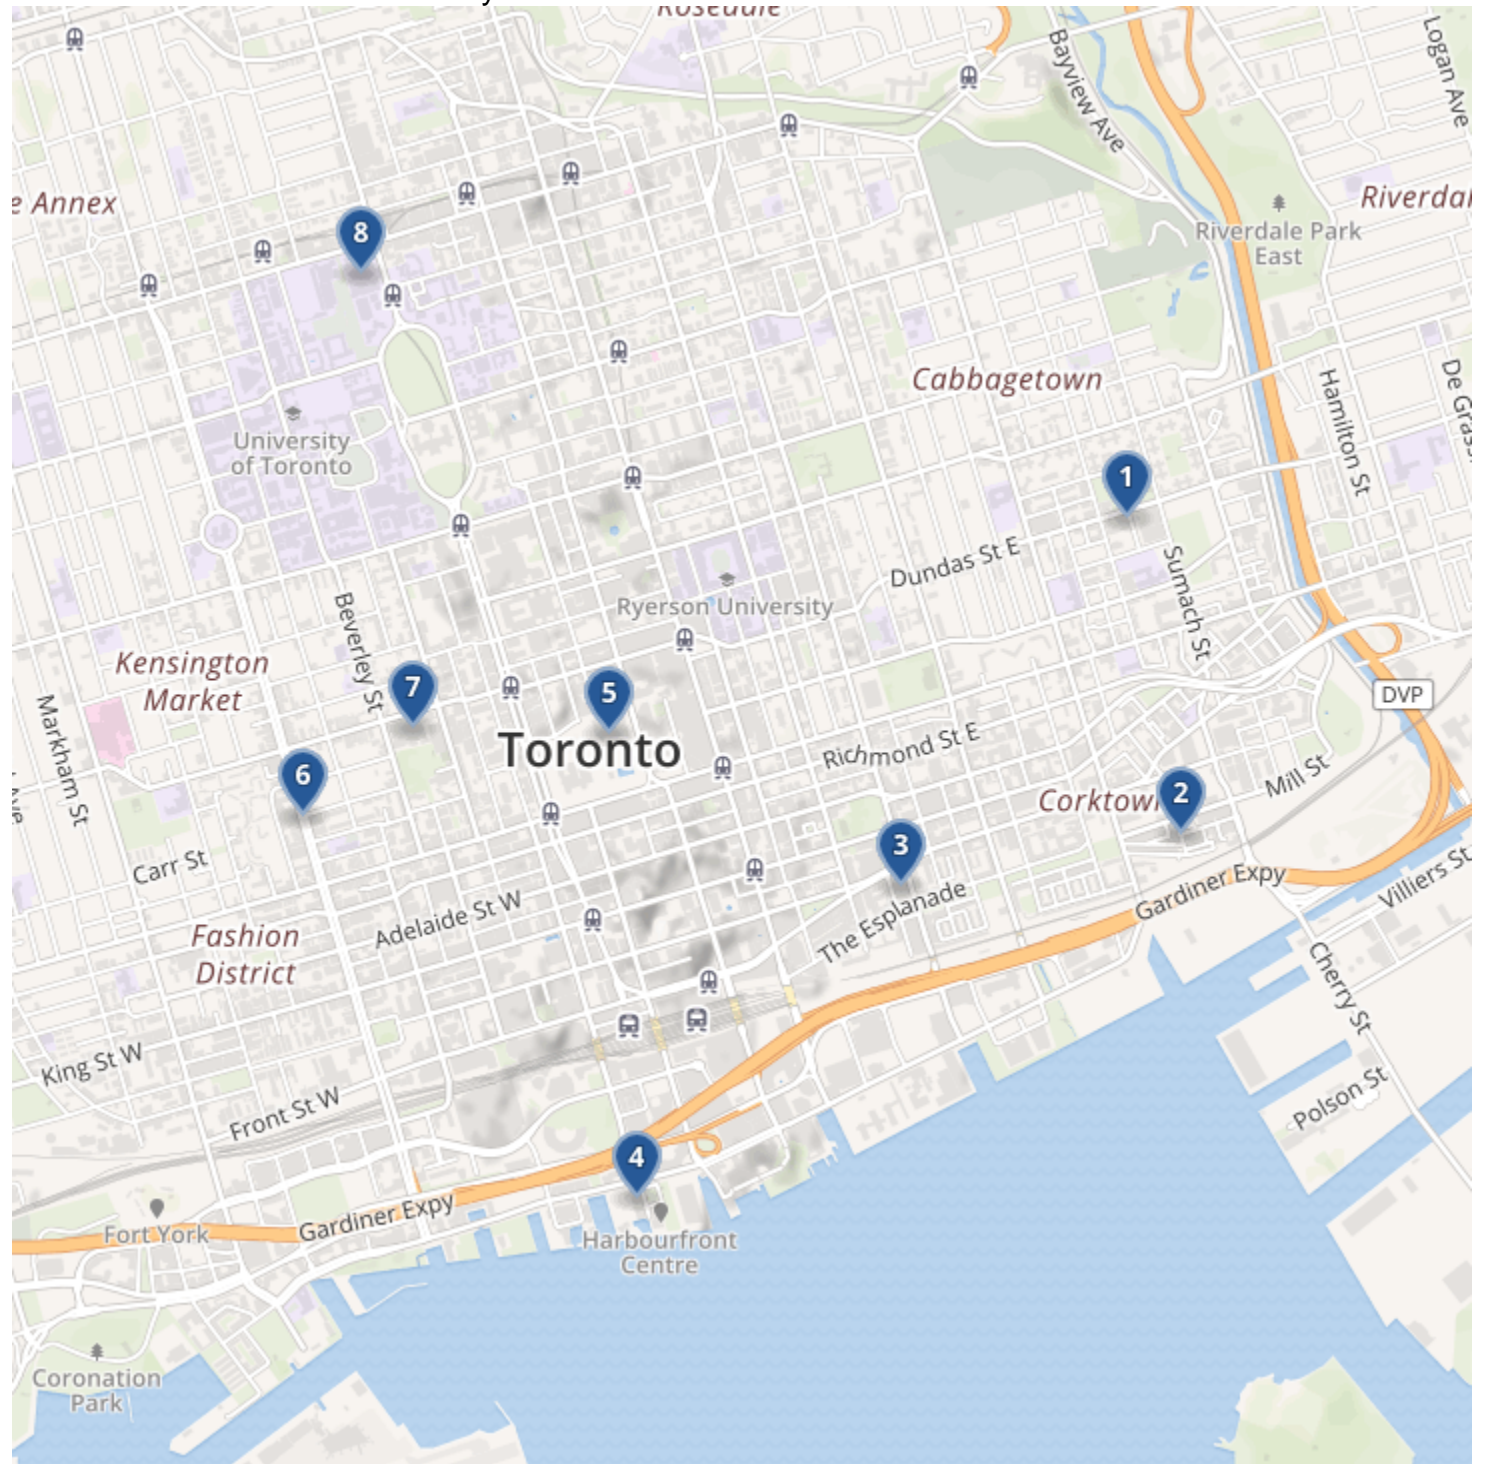 Rosedale
Logan Ave
Bayview Ave
e Annex
8
Riverdal
Riverdale Park
East
Cabbagetown
Hamilton St
De Grass
University
of Toronto
1
Dundas St E
Sumach St
Ryerson University
Beverley St
Kensington
Market
7
5
DVP
Markham St
Toronto
Richmond St E
6
Ave
Corktow
2
Mill St
3
Carr St
Gardiner Expy
Villiers St
Adelaide St W
The Esplanade
Fashion
District
Cherry St
King St W
Front St W
Polson St
4
Gardiner Expy
Fort York
Harbourfront
Centre
Coronation
Park